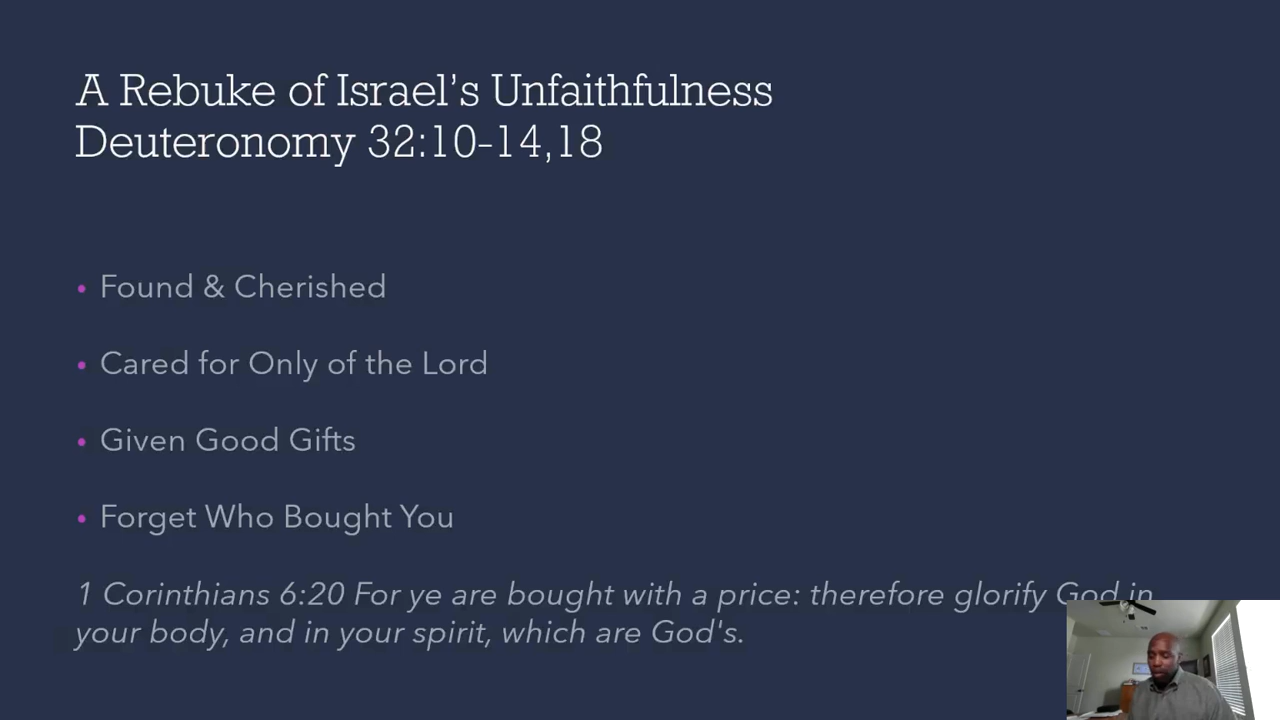 A Rebuke of Israel’s Unfaithfulness
Deuteronomy 32:10-14,18
• Found & Cherished
• Cared for Only of the Lord
• Given Good Gifts
• Forget Who Bought You
1 Corinthians 6:20 For ye are bought with a price: therefore glorify God in
your body, and in your spirit, which are God's.